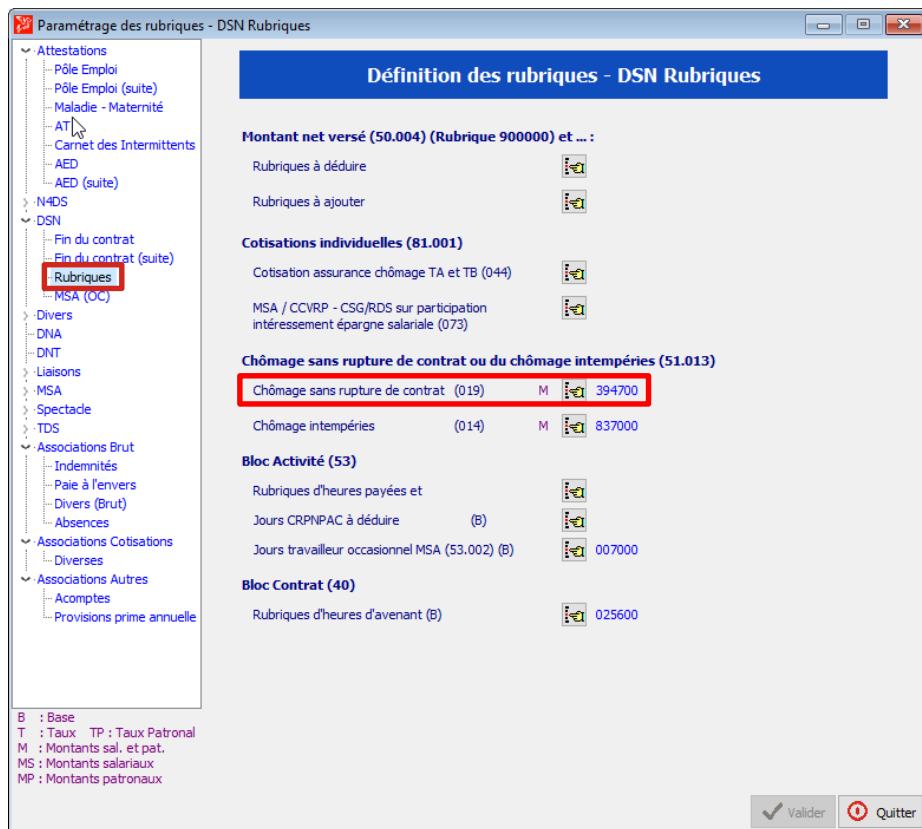 Paramétrage des rubriques - DSN Rubriques
Attestations
Pôle Emploi
Pôle Emploi (suite)
Maladie - Maternité
AT
Carnet des Intermittents
AED
AED (suite)
N4DS
DSN
Fin du contrat
Fin du contrat (suite)
Rubriques
MSA (OC)
Divers
DNA
DNT
Liaisons
MSA
Spectacle
TDS
Associations Brut
Indemnités
Paie à l'envers
Divers (Brut)
Absences
Associations Cotisations
Diverses
Associations Autres
Acomptes
Provisions prime annuelle
B : Base
T : Taux TP : Taux Patronal
M : Montants sal. et pat.
MS : Montants salariaux
MP : Montants patronaux
Définition des rubriques - DSN Rubriques
Montant net versé (50.004) (Rubrique 900000) et ... :
Rubriques à déduire
Rubriques à ajouter
Cotisations individuelles (81.001)
Cotisation assurance chômage TA et TB (044)
MSA / CCVRP - CSG/RDS sur participation
intéressement épargne salariale (073)
Chômage sans rupture de contrat ou du chômage intempéries (51.013)
Chômage sans rupture de contrat (019) M 394700
Chômage intempéries (014) M 837000
Bloc Activité (53)
Rubriques d'heures payées et
Jours CRPNPAC à déduire (B)
Jours travailleur occasionnel MSA (53.002) (B) 007000
Bloc Contrat (40)
Rubriques d'heures d'avenant (B) 025600
Valider
Quitter